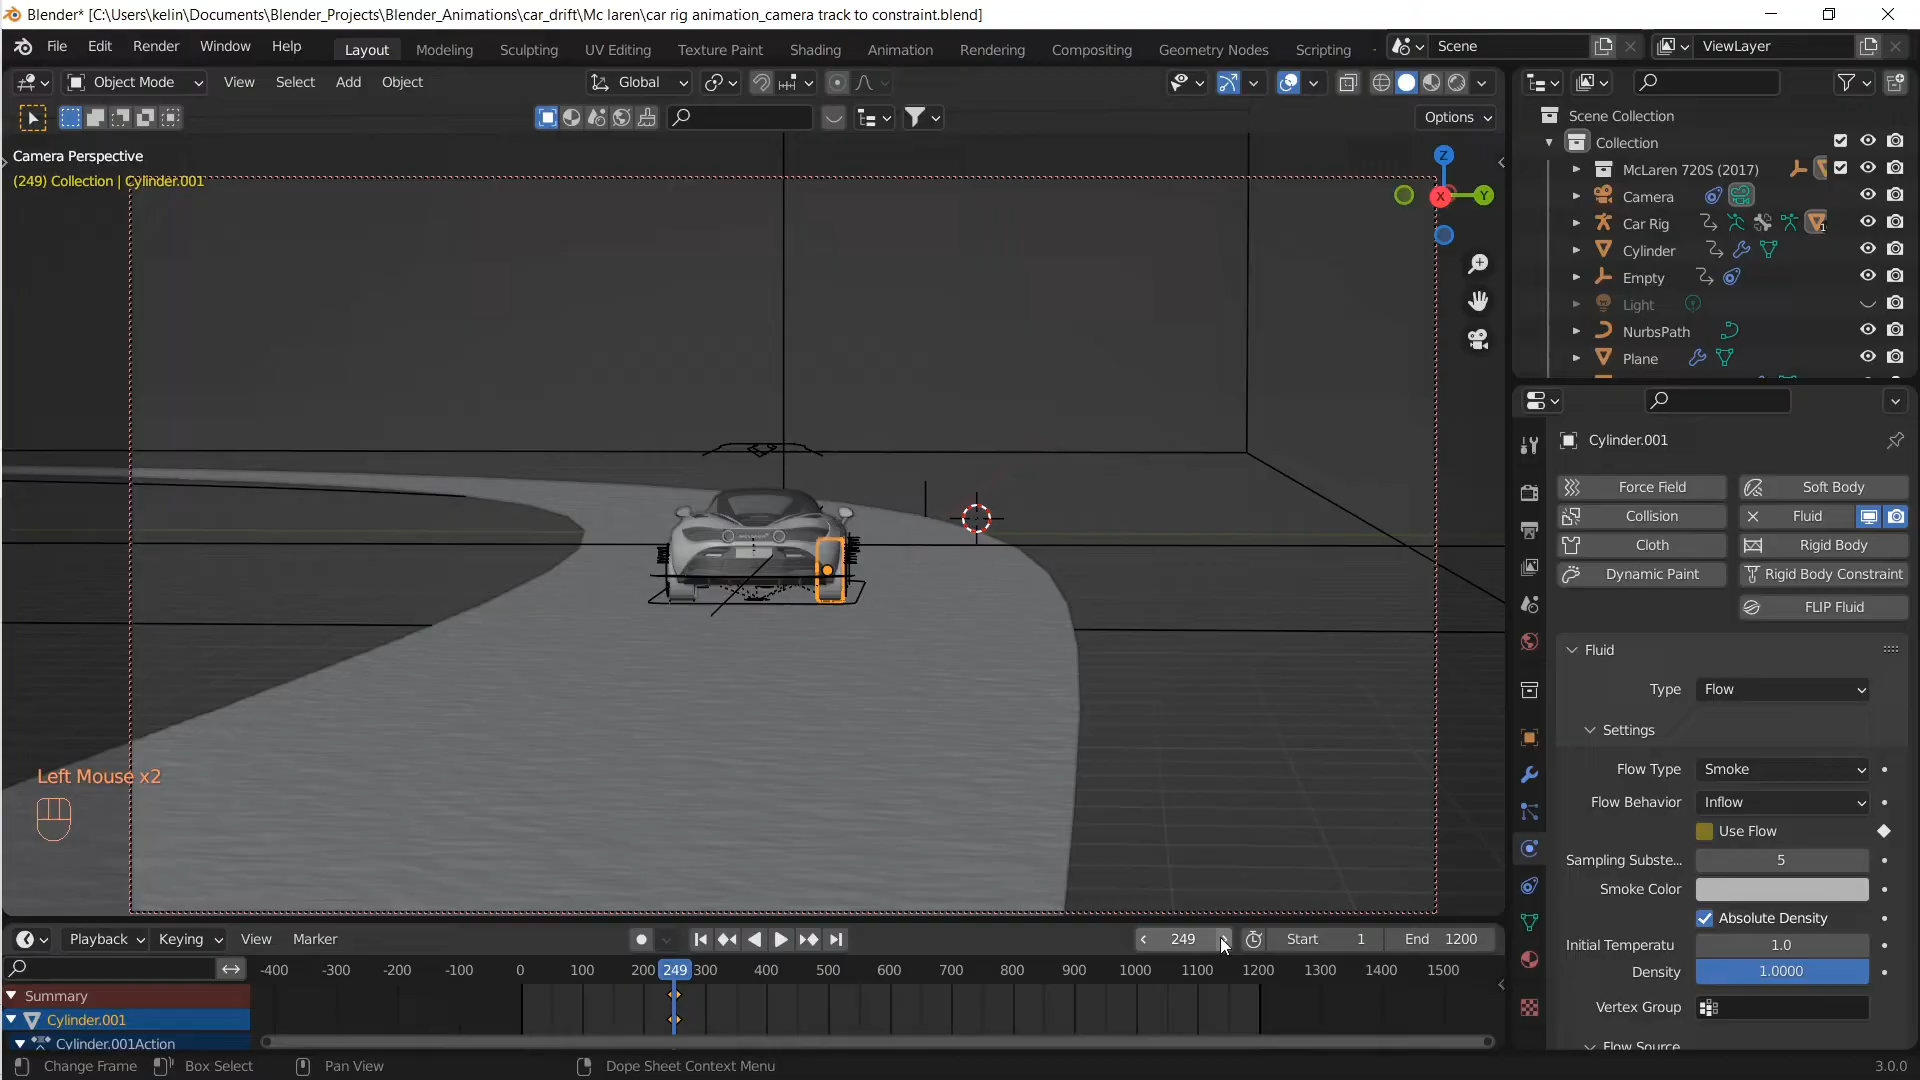 Blender* [C:\Users\kelin\Documents\Blender_Projects\Blender_Animations\car_drift\Mc laren\car rig animation_camera track to constraint.blend]
File Edit Render Window Help Layout Modeling Sculpting UV Editing Texture Paint Shading Animation Rendering Compositing Geometry Nodes Scripting Scene ViewLayer
Object Mode View Select Add Object Global
Options
Camera Perspective
(249) Collection | Cylinder.001
Z
Y
X
Left Mouse x2
Scene Collection
Collection
McLaren 720S (2017)
Camera
Car Rig
1
Cylinder
Empty
Light
NurbsPath
Plane
Cylinder.001
Force Field Soft Body
Collision Fluid
Cloth Rigid Body
Dynamic Paint Rigid Body Constraint
FLIP Fluid
Fluid
Type Flow
Settings
Flow Type Smoke
Flow Behavior Inflow
Use Flow
Sampling Subste... 5
Smoke Color
Absolute Density
Initial Temperatu 1.0
Density 1.0000
Vertex Group
Flow Source
Playback Keying View Marker 249 Start 1 End 1200
-400 -300 -200 -100 0 100 200 249 300 400 500 600 700 800 900 1000 1100 1200 1300 1400 1500
Summary
Cylinder.001
Cylinder.001Action
Change Frame Box Select Pan View Dope Sheet Context Menu 3.0.0